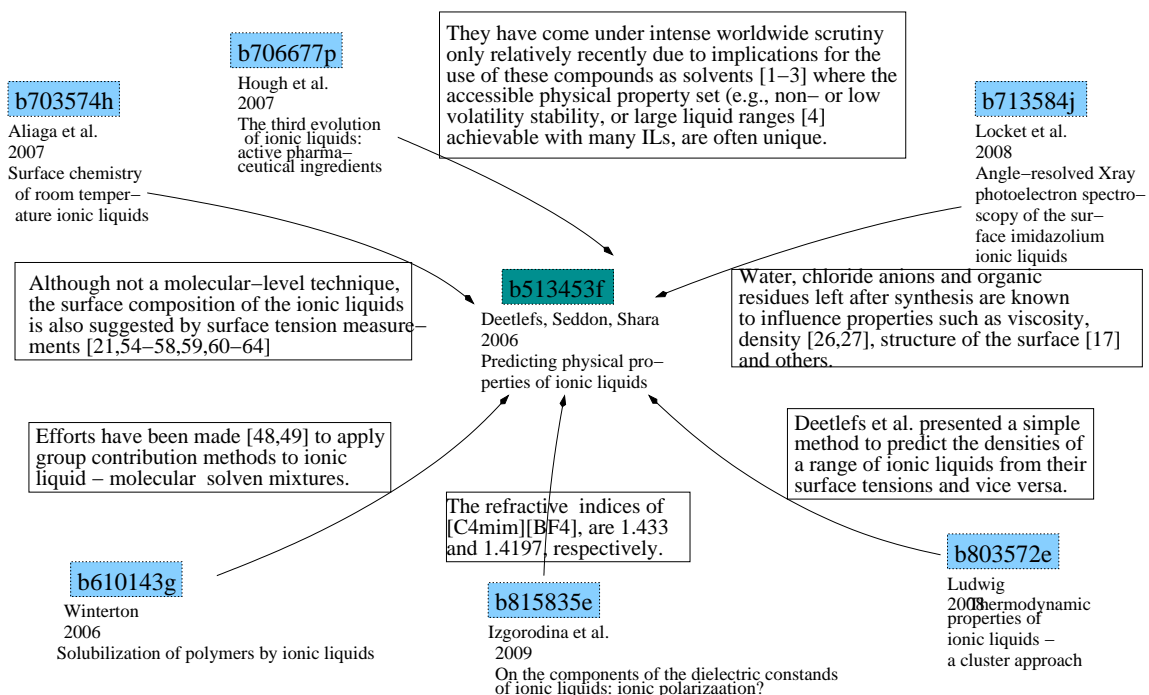 b706677p
Hough et al.
2007
The third evolution
of ionic liquids:
active pharma–
ceutical ingredients
They have come under intense worldwide scrutiny
only relatively recently due to implications for the
use of these compounds as solvents [1–3] where the
accessible physical property set (e.g., non– or low
volatility stability, or large liquid ranges [4]
achievable with many ILs, are often unique.
b703574h
Aliaga et al.
2007
Surface chemistry
of room temper–
ature ionic liquids
b713584j
Locket et al.
2008
Angle–resolved Xray
photoelectron spectro–
scopy of the sur–
face imidazolium
ionic liquids
Although not a molecular–level technique,
the surface composition of the ionic liquids
is also suggested by surface tension measure–
ments [21,54–58,59,60–64]
b513453f
Deetlefs, Seddon, Shara
2006
Predicting physical pro–
perties of ionic liquids
Water, chloride anions and organic
residues left after synthesis are known
to influence properties such as viscosity,
density [26,27], structure of the surface [17]
and others.
Efforts have been made [48,49] to apply
group contribution methods to ionic
liquid – molecular solven mixtures.
The refractive indices of
[C4mim][BF4], are 1.433
and 1.4197, respectively.
Deetlefs et al. presented a simple
method to predict the densities of
a range of ionic liquids from their
surface tensions and vice versa.
b610143g
Winterton
2006
Solubilization of polymers by ionic liquids
b815835e
Izgorodina et al.
2009
On the components of the dielectric constands
of ionic liquids: ionic polarizaation?
b803572e
Ludwig
2008
Thermodynamic
properties of
ionic liquids –
a cluster approach